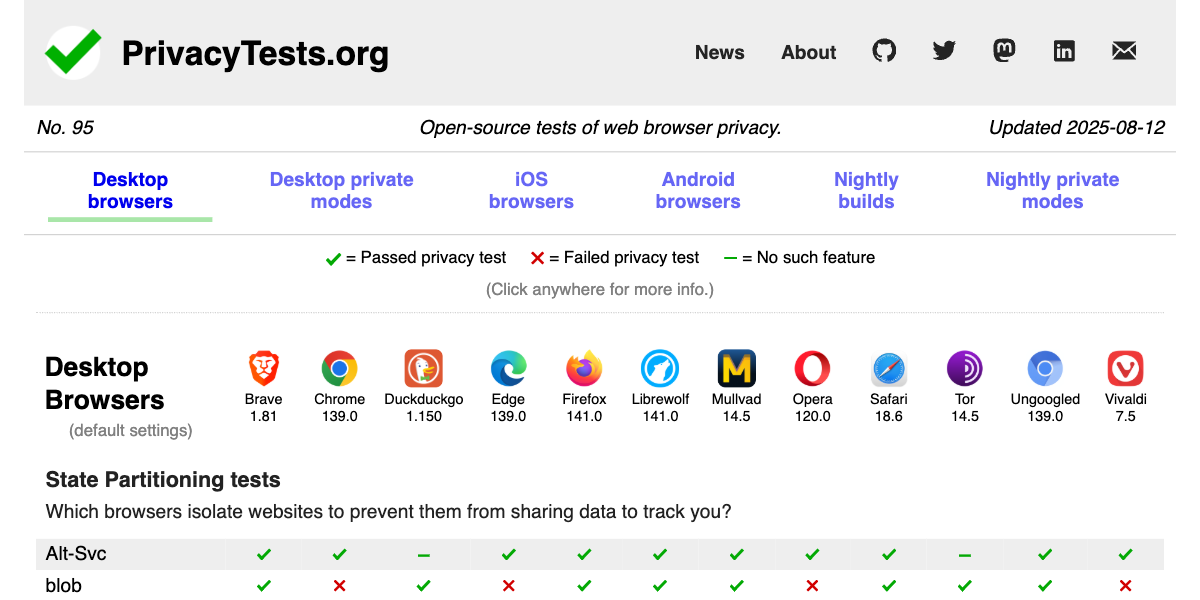 PrivacyTests.org
News About
No. 95 Open-source tests of web browser privacy. Updated 2025-08-12
Desktop browsers
Desktop private modes
iOS browsers
Android browsers
Nightly builds
Nightly private modes
= Passed privacy test = Failed privacy test = No such feature
(Click anywhere for more info.)
Desktop
Browsers
(default settings)
Brave Chrome Duckduckgo Edge Firefox Librewolf Mullvad Opera Safari Tor Ungoogled Vivaldi
1.81 139.0 1.150 139.0 141.0 141.0 14.5 120.0 18.6 14.5 139.0 7.5
State Partitioning tests
Which browsers isolate websites to prevent them from sharing data to track you?
Alt-Svc
blob